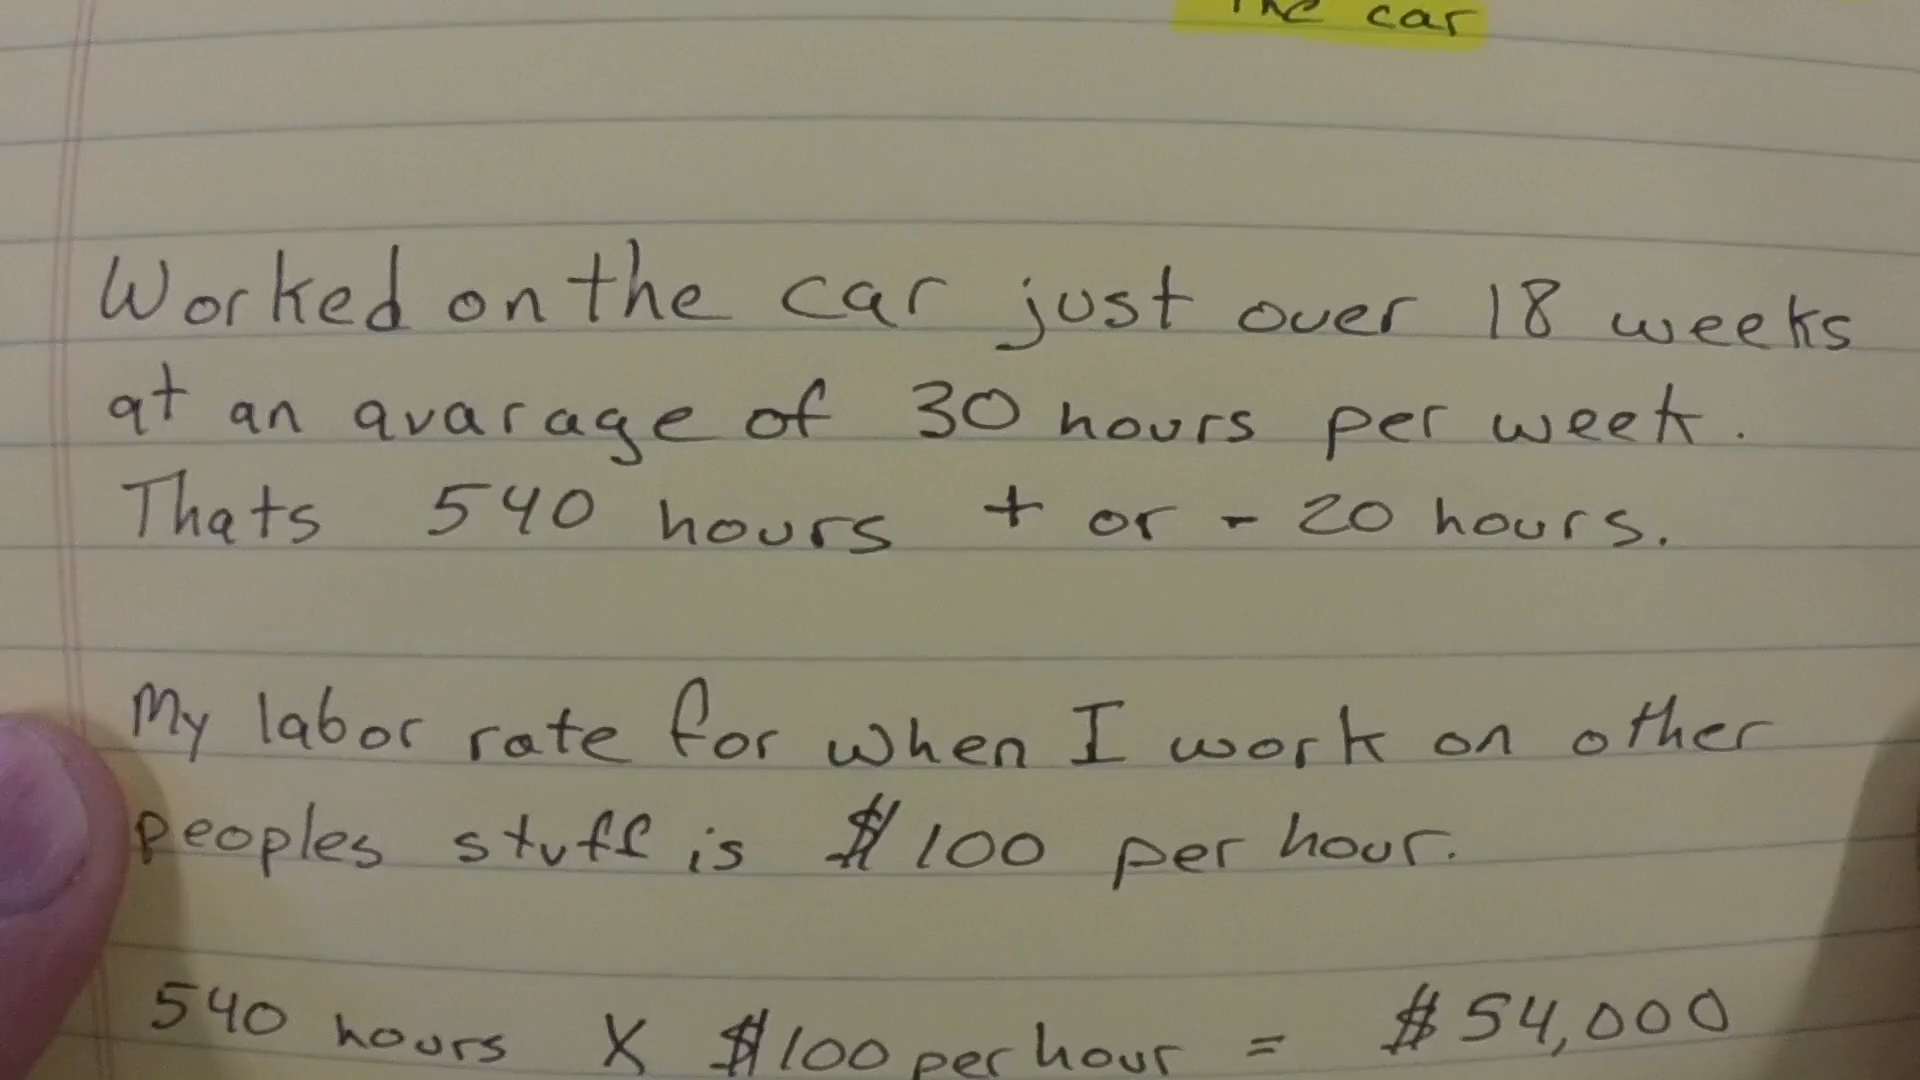 The car
Worked on the car just over 18 weeks
at an avarage of 30 hours per week.
Thats 540 hours + or - 20 hours.
My labor rate for when I work on other
peoples stuff is $100 per hour.
540 hours X $100 per hour = $54,000